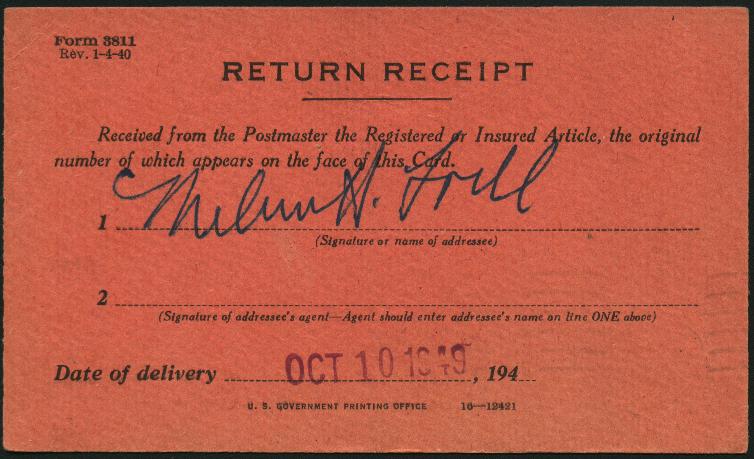 Form 3811
Rev. 1-4-40
RETURN RECEIPT
Received from the Postmaster the Registered or Insured Article, the original
number of which appears on the face of this Card.
1 H.
(Signature or name of addressee)
2
(Signature of addressee's agent—Agent should enter addressee's name on line ONE above)
Date of delivery OCT 10 1949, 194
U. S. GOVERNMENT PRINTING OFFICE 16—12421